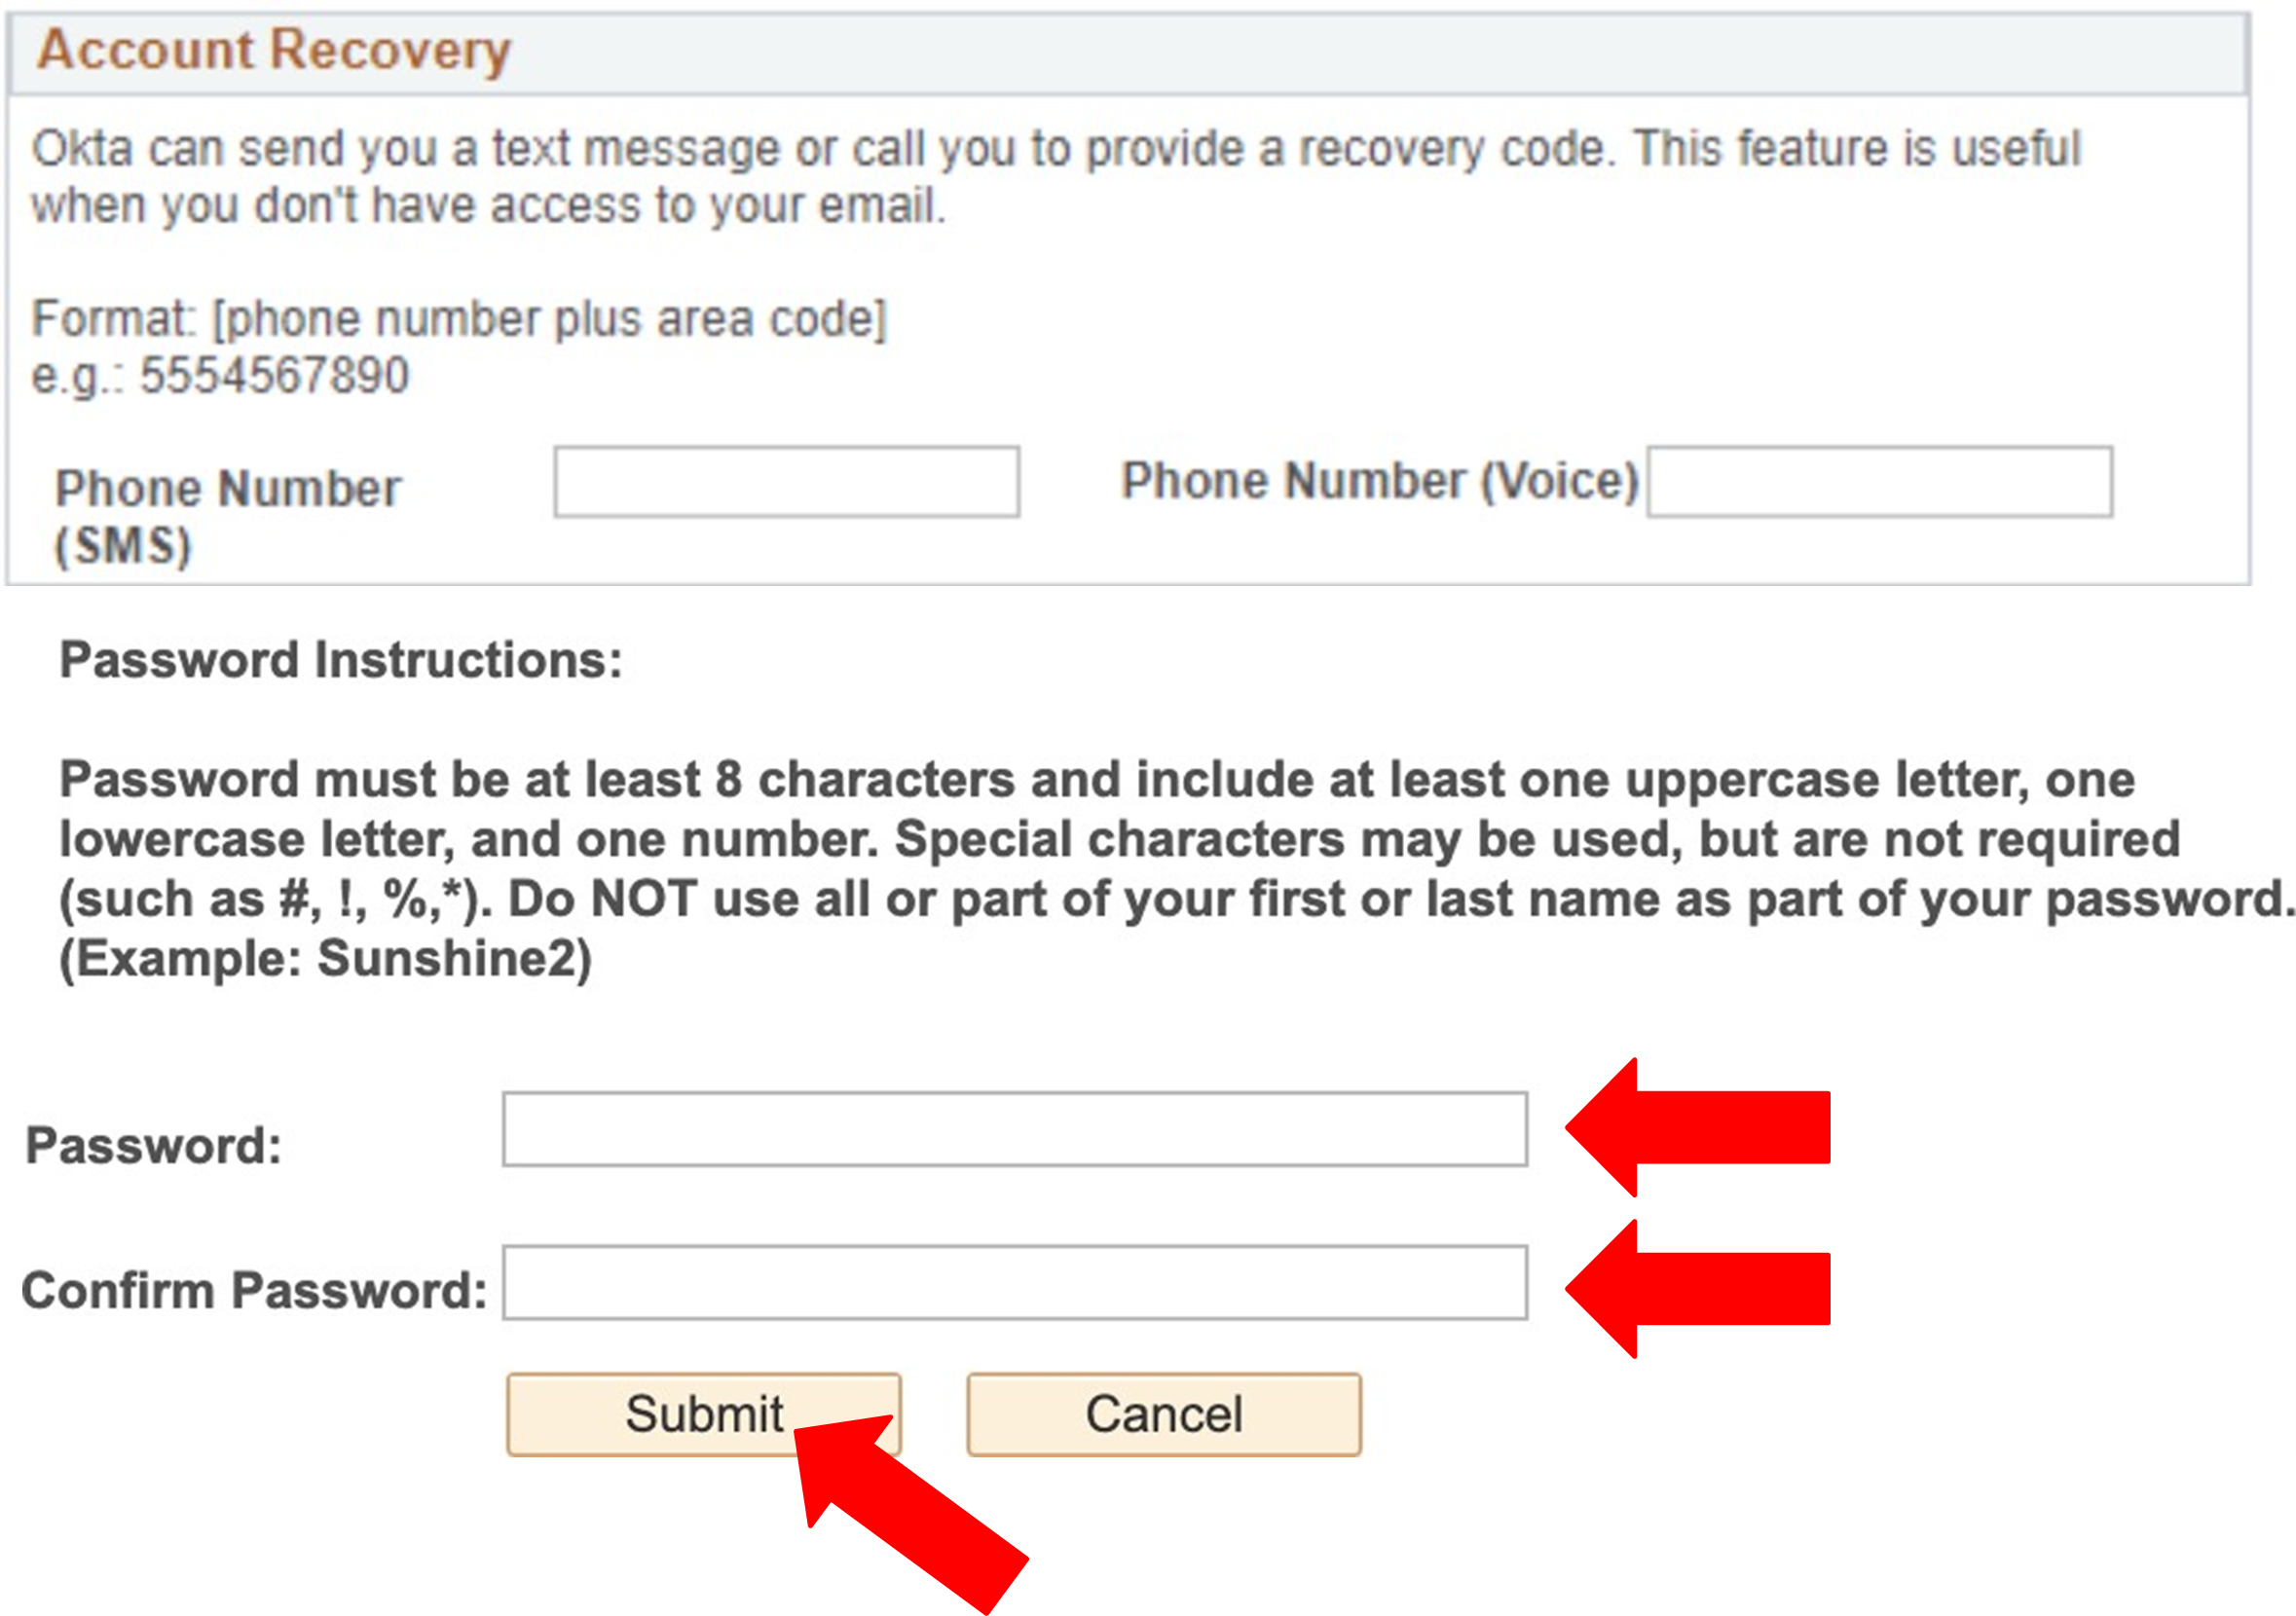 Account Recovery
Okta can send you a text message or call you to provide a recovery code. This feature is useful
when you don't have access to your email.
Format: [phone number plus area code]
e.g.: 5554567890
Phone Number
(SMS)
Phone Number (Voice)
Password Instructions:
Password must be at least 8 characters and include at least one uppercase letter, one
lowercase letter, and one number. Special characters may be used, but are not required
(such as #, !, %,*). Do NOT use all or part of your first or last name as part of your password.
(Example: Sunshine2)
Password:
Confirm Password:
Submit
Cancel